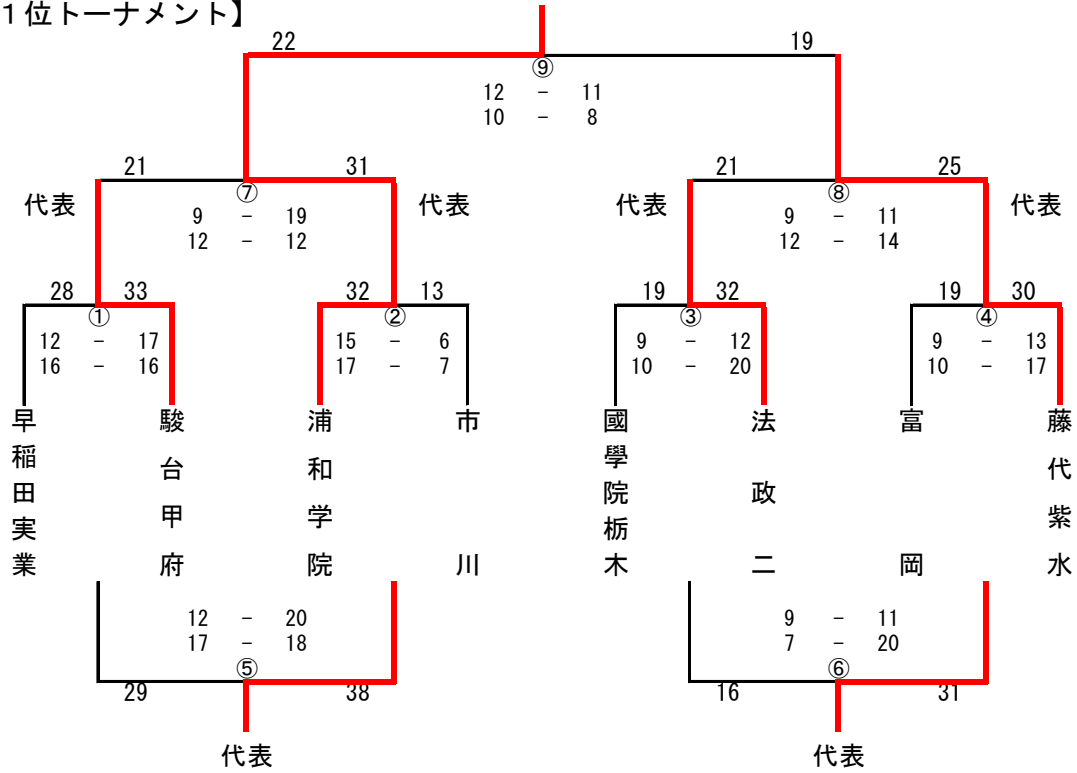 １位トーナメント】
22 19
⑨
12 - 11
10 - 8
21 31 21 25
代表 ⑦ 代表 代表 ⑧ 代表
9 - 19 9 - 11
12 - 12 12 - 14
28 33 32 13 19 32 19 30
① ② ③ ④
12 - 17 15 - 6 9 - 12 9 - 13
16 - 16 17 - 7 10 - 20 10 - 17
早稲田実業
駿台甲府
浦和学院
市川
國學院栃木
法政二
富岡
藤代紫水
12 - 20 9 - 11
17 - 18 7 - 20
⑤ ⑥
29 38 16 31
代表 代表